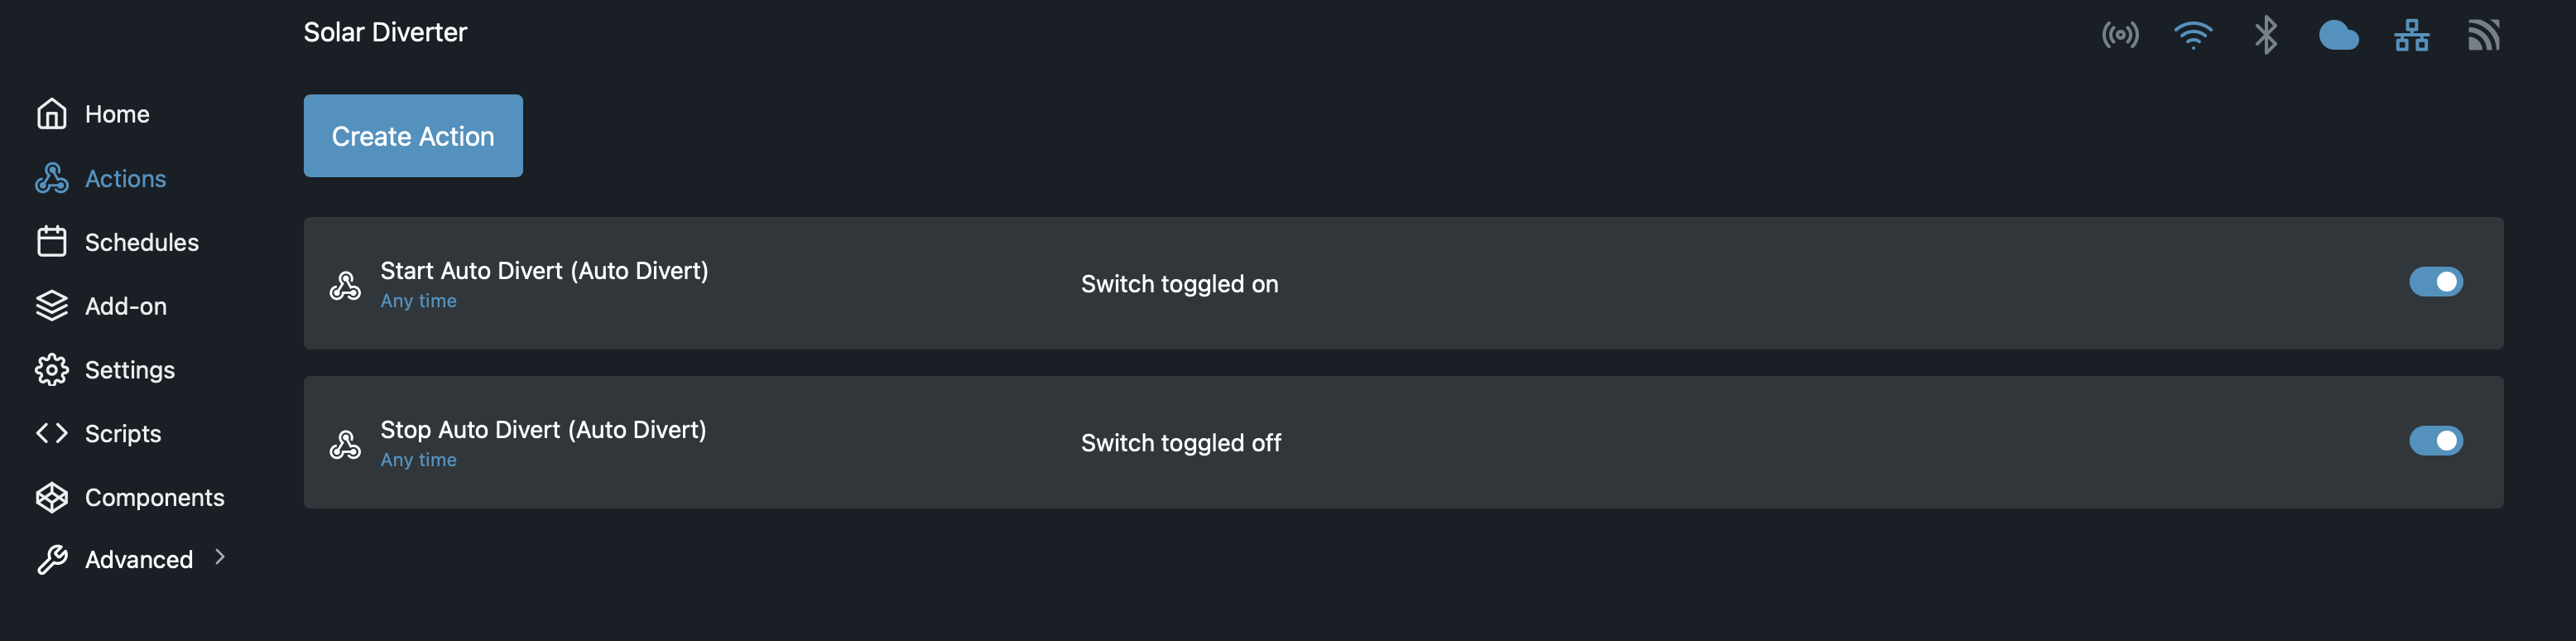 Solar Diverter
Home
Actions
Schedules
Add-on
Settings
Scripts
Components
Advanced
Create Action
Start Auto Divert (Auto Divert)
Any time
Switch toggled on
Stop Auto Divert (Auto Divert)
Any time
Switch toggled off